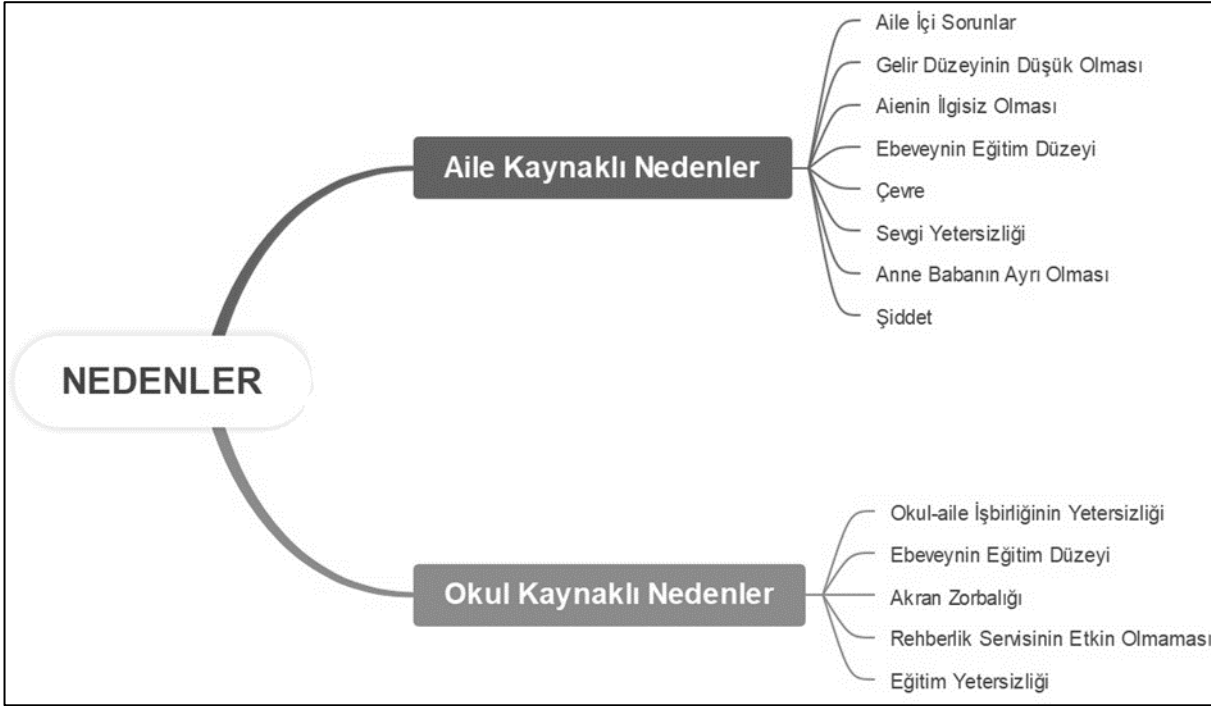 NEDENLER
Aile Kaynaklı Nedenler
Aile İçi Sorunlar
Gelir Düzeyinin Düşük Olması
Aienin İlgisiz Olması
Ebeveynin Eğitim Düzeyi
Çevre
Sevgi Yetersizliği
Anne Babanın Ayrı Olması
Şiddet
Okul Kaynaklı Nedenler
Okul-aile İşbirliğinin Yetersizliği
Ebeveynin Eğitim Düzeyi
Akran Zorbalığı
Rehberlik Servisinin Etkin Olmaması
Eğitim Yetersizliği